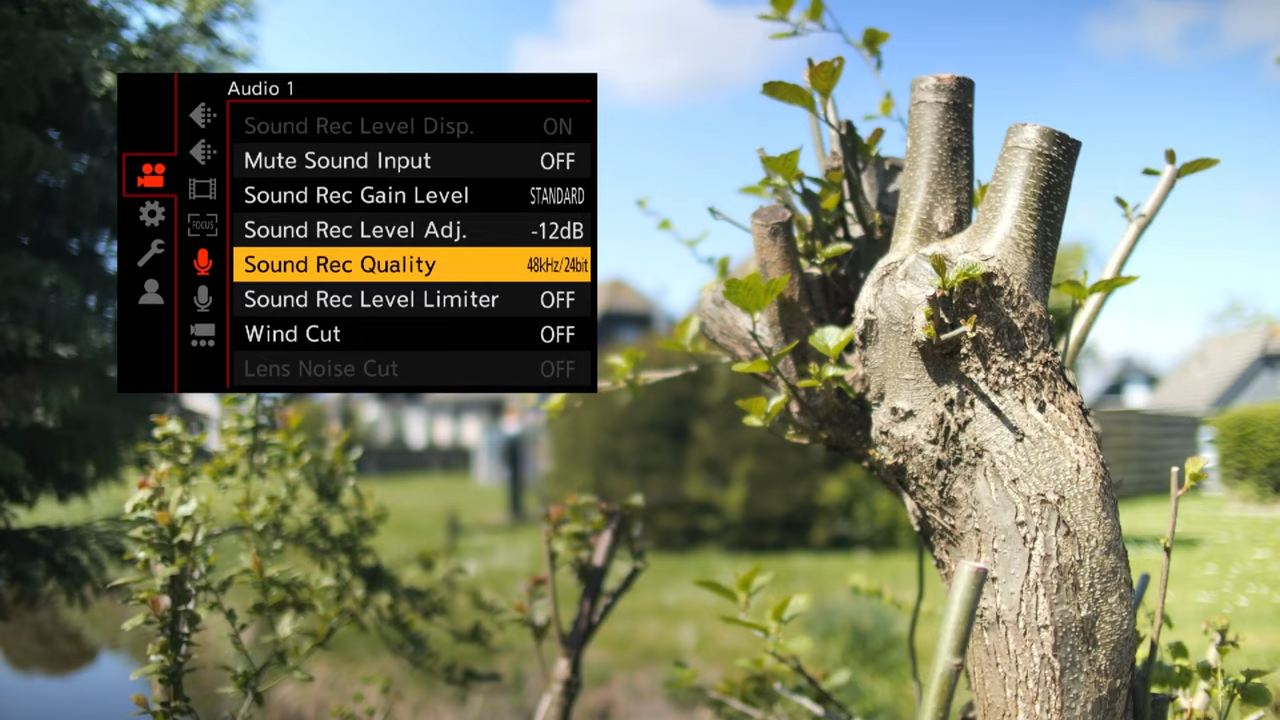 Audio 1
Sound Rec Level Disp. ON
Mute Sound Input OFF
Sound Rec Gain Level STANDARD
Sound Rec Level Adj. -12dB
FOCUS
Sound Rec Quality 48kHz/24bit
Sound Rec Level Limiter OFF
Wind Cut OFF
Lens Noise Cut OFF